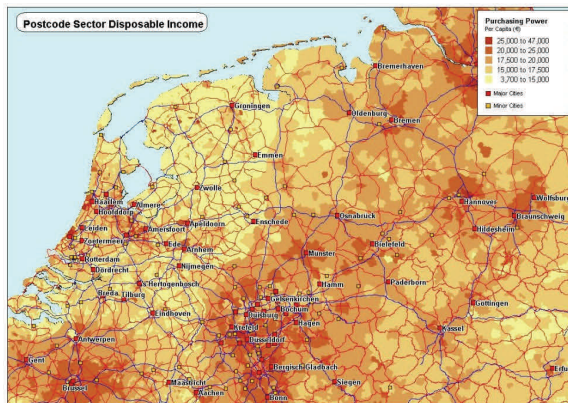 Postcode Sector Disposable Income
Purchasing Power
Per Capita (€)
25,000 to 47,000
20,000 to 25,000
17,500 to 20,000
15,000 to 17,500
3,700 to 15,000
Major Cities
Minor Cities
Bremerhaven
Groningen
Oldenburg
Bremen
Emmen
Zwolle
Haarlem
Almere
Hoofddorp
Hannover
Wolfsburg
Braunschweig
Leiden
Amersfoort
Apeldoorn
Enschede
Osnabruck
Hildesheim
Zoetermeer
Ede
Arnhem
Bielefeld
Rotterdam
Munster
Nijmegen
Dordrecht
'sHertogenbosch
Hamm
Paderborn
Breda
Tilburg
Gelsenkirchen
Gottingen
Eindhoven
Duisburg
Bochum
Krefeld
Hagen
Kassel
Antwerpen
Dusseldorf
Gent
Bergisch Gladbach
Erfu
Brussel
Maastricht
Aachen
Siegen
Bonn